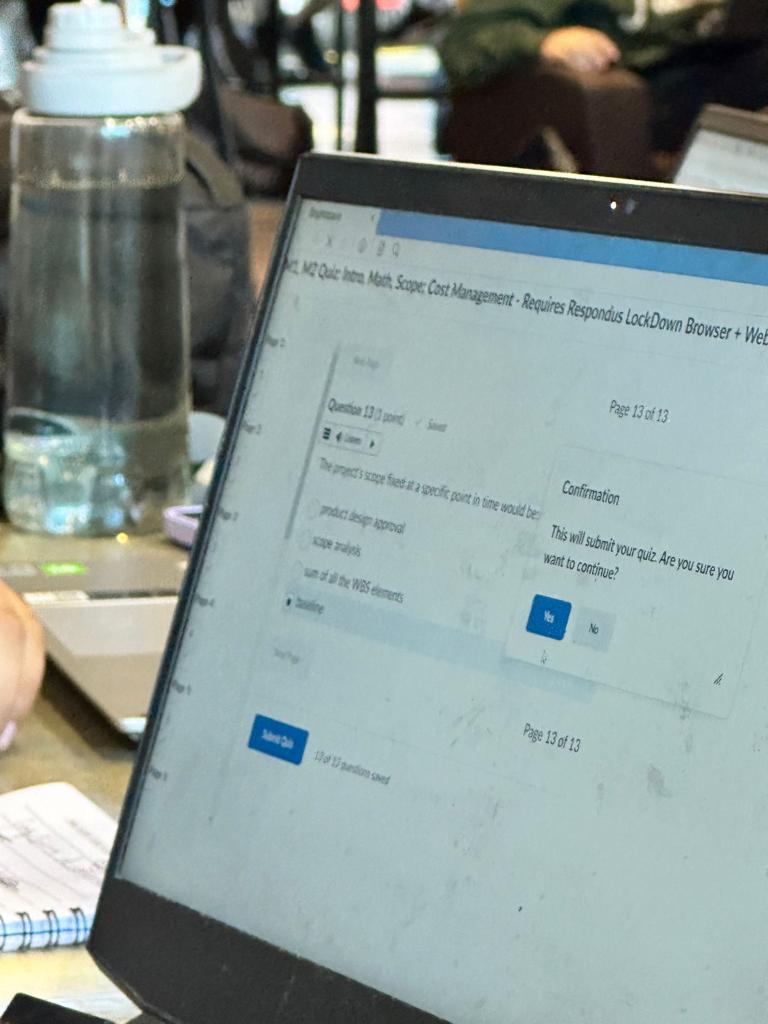 Brightspace
M1, M2 Quiz: Intro, Math, Scope; Cost Management - Requires Respondus LockDown Browser + Web
Page 13 of 13
Next Page
Question 13 (1 point) ✓ Saved
Listen
The project's scope fixed at a specific point in time would be:
product design approval
scope analysis
sum of all the WBS elements
baseline
Next Page
Submit Quiz
13 of 13 questions saved
Page 13 of 13
Confirmation
This will submit your quiz. Are you sure you
want to continue?
Yes
No
Page 1:
Page 2:
Page 3:
Page 4:
Page 5: